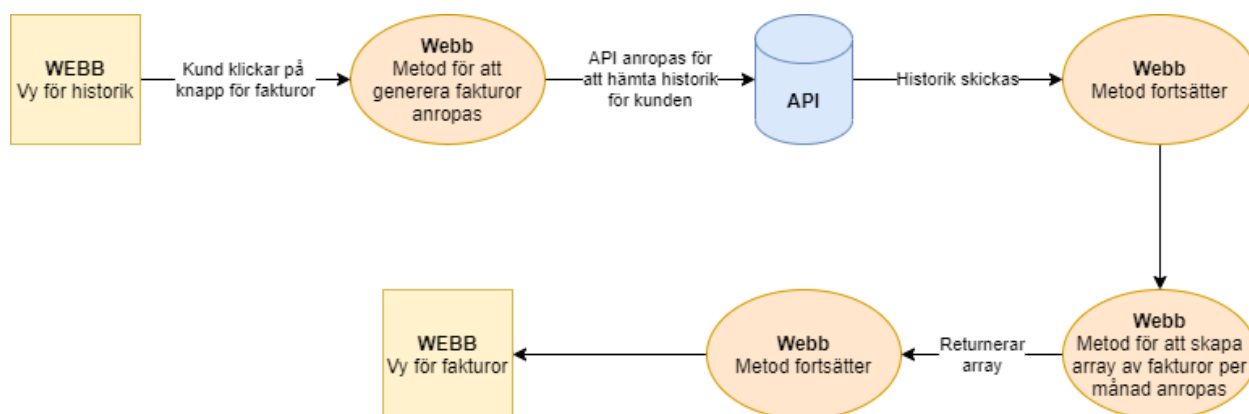 WEBB
Vy för historik
Kund klickar på
knapp för fakturor
Webb
Metod för att
generera fakturor
anropas
API anropas för
att hämta historik
för kunden
API
Historik skickas
Webb
Metod fortsätter
Webb
Metod för att skapa
array av fakturor per
månad anropas
Returnerar
array
Webb
Metod fortsätter
WEBB
Vy för fakturor